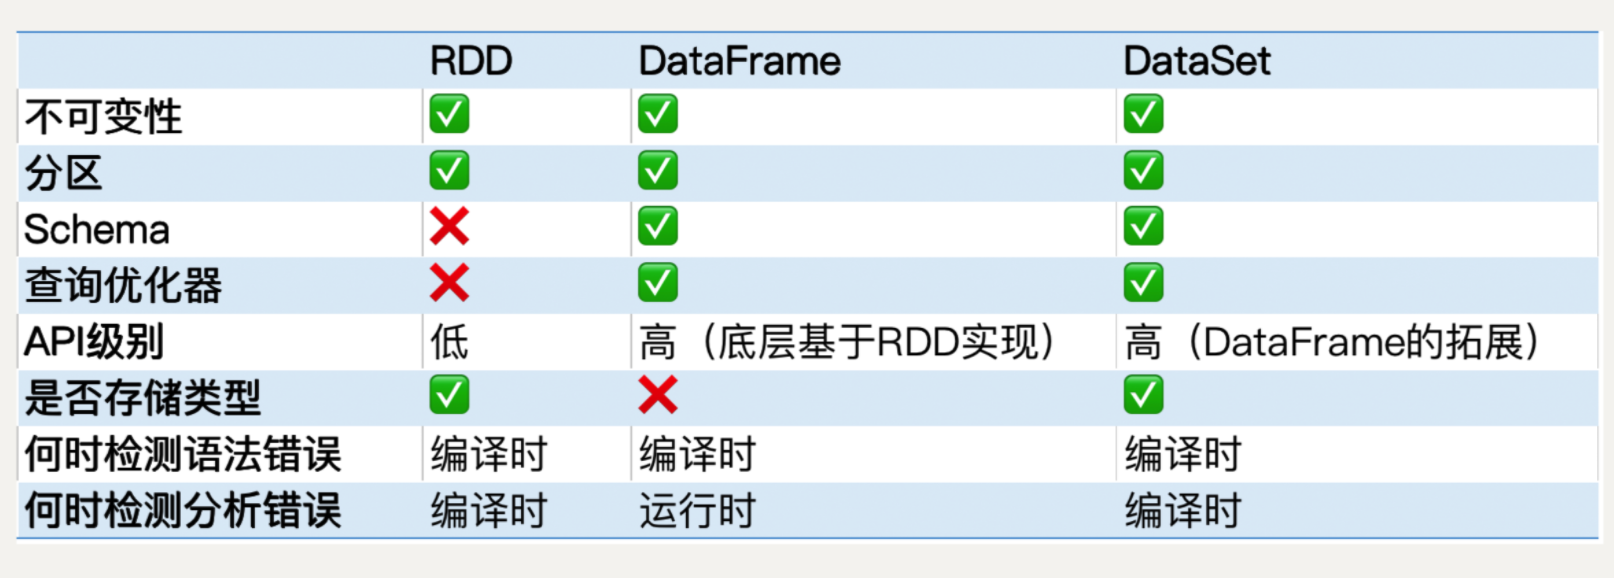 RDD DataFrame DataSet
不可变性 ✅ ✅ ✅
分区 ✅ ✅ ✅
Schema ❌ ✅ ✅
查询优化器 ❌ ✅ ✅
API级别 低 高（底层基于RDD实现） 高（DataFrame的拓展）
是否存储类型 ✅ ❌ ✅
何时检测语法错误 编译时 编译时 编译时
何时检测分析错误 编译时 运行时 编译时